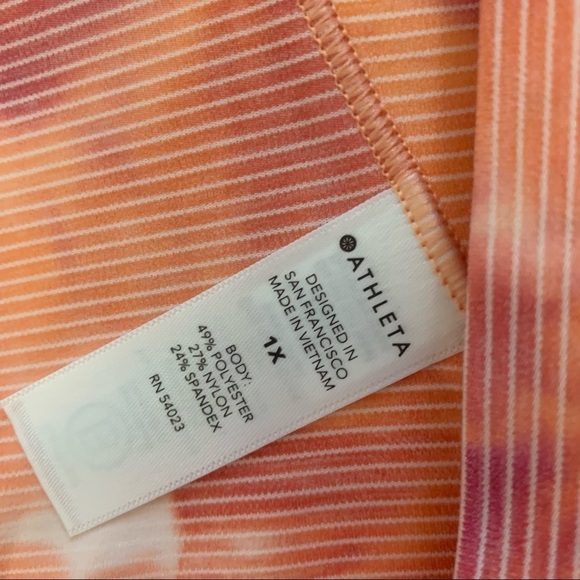 ATHLETA
DESIGNED IN
SAN FRANCISCO
MADE IN VIETNAM
1X
BODY:
49% POLYESTER
27% NYLON
24% SPANDEX
RN 54023